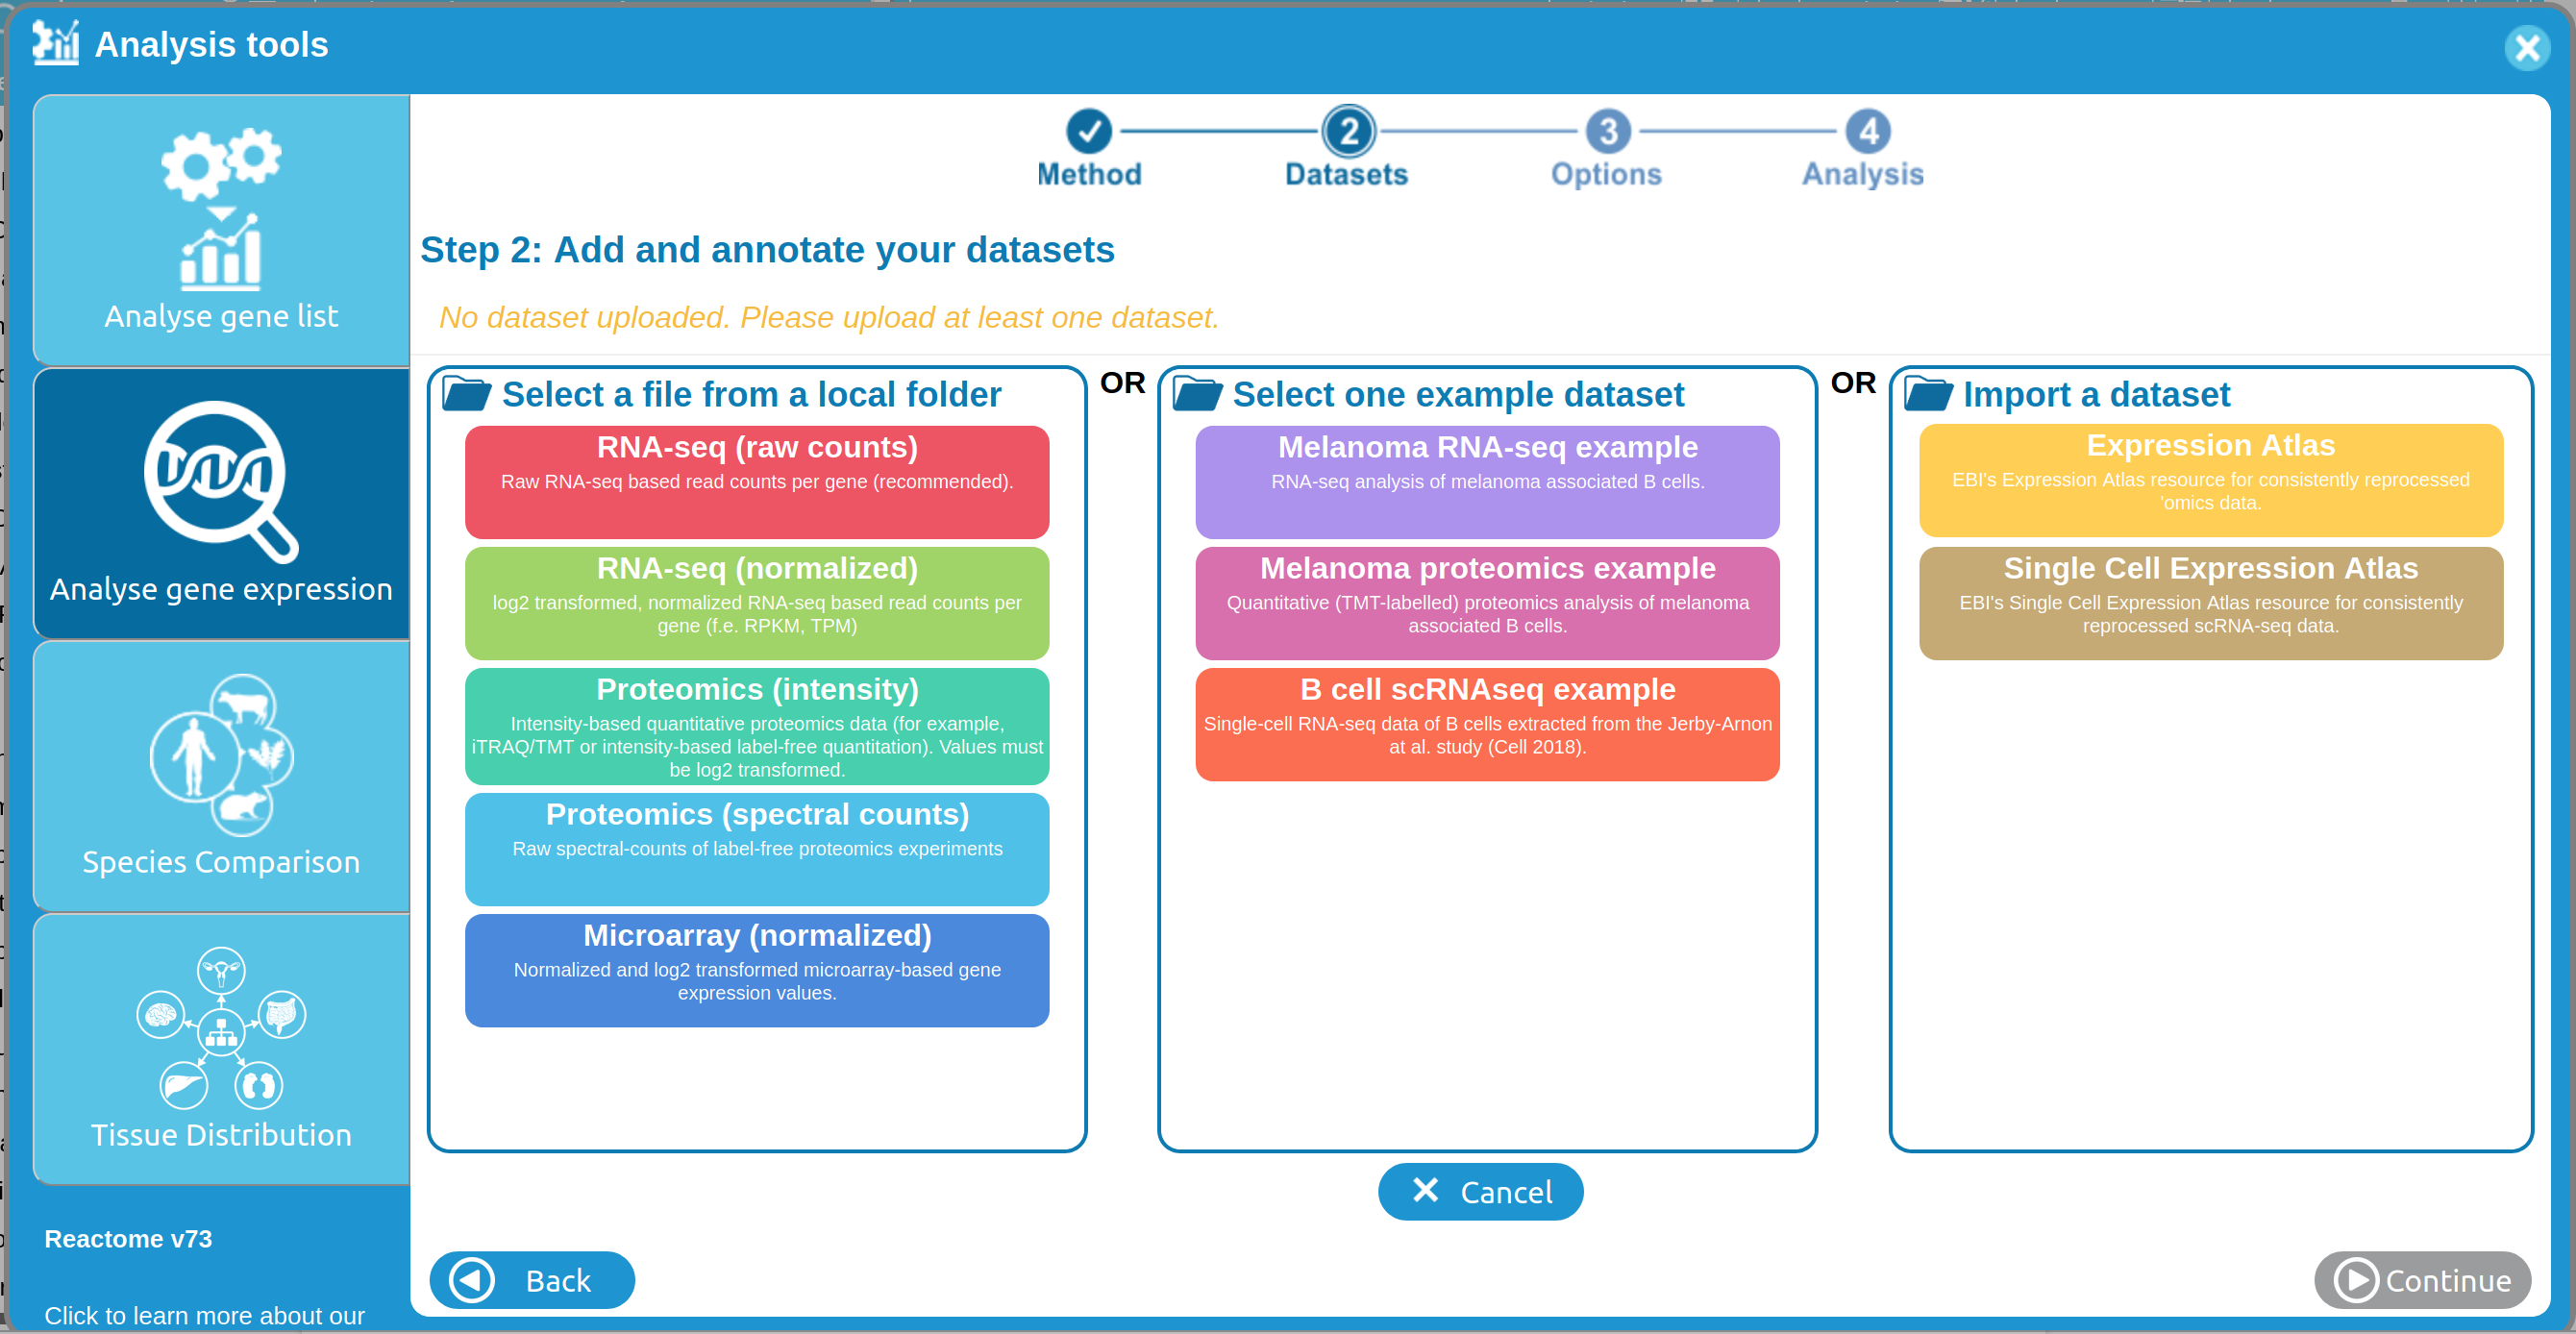 Analysis tools
Analyse gene list
Analyse gene expression
Species Comparison
Tissue Distribution
Reactome v73
Click to learn more about our
2
3
4
Method
Datasets
Options
Analysis
Step 2: Add and annotate your datasets
No dataset uploaded. Please upload at least one dataset.
Select a file from a local folder
RNA-seq (raw counts)
Raw RNA-seq based read counts per gene (recommended).
RNA-seq (normalized)
log2 transformed, normalized RNA-seq based read counts per
gene (f.e. RPKM, TPM)
Proteomics (intensity)
Intensity-based quantitative proteomics data (for example,
iTRAQ/TMT or intensity-based label-free quantitation). Values must
be log2 transformed.
Proteomics (spectral counts)
Raw spectral-counts of label-free proteomics experiments
Microarray (normalized)
Normalized and log2 transformed microarray-based gene
expression values.
OR
Select one example dataset
Melanoma RNA-seq example
RNA-seq analysis of melanoma associated B cells.
Melanoma proteomics example
Quantitative (TMT-labelled) proteomics analysis of melanoma
associated B cells.
B cell scRNAseq example
Single-cell RNA-seq data of B cells extracted from the Jerby-Arnon
at al. study (Cell 2018).
OR
Import a dataset
Expression Atlas
EBI's Expression Atlas resource for consistently reprocessed
'omics data.
Single Cell Expression Atlas
EBI's Single Cell Expression Atlas resource for consistently
reprocessed scRNA-seq data.
Cancel
Back
Continue